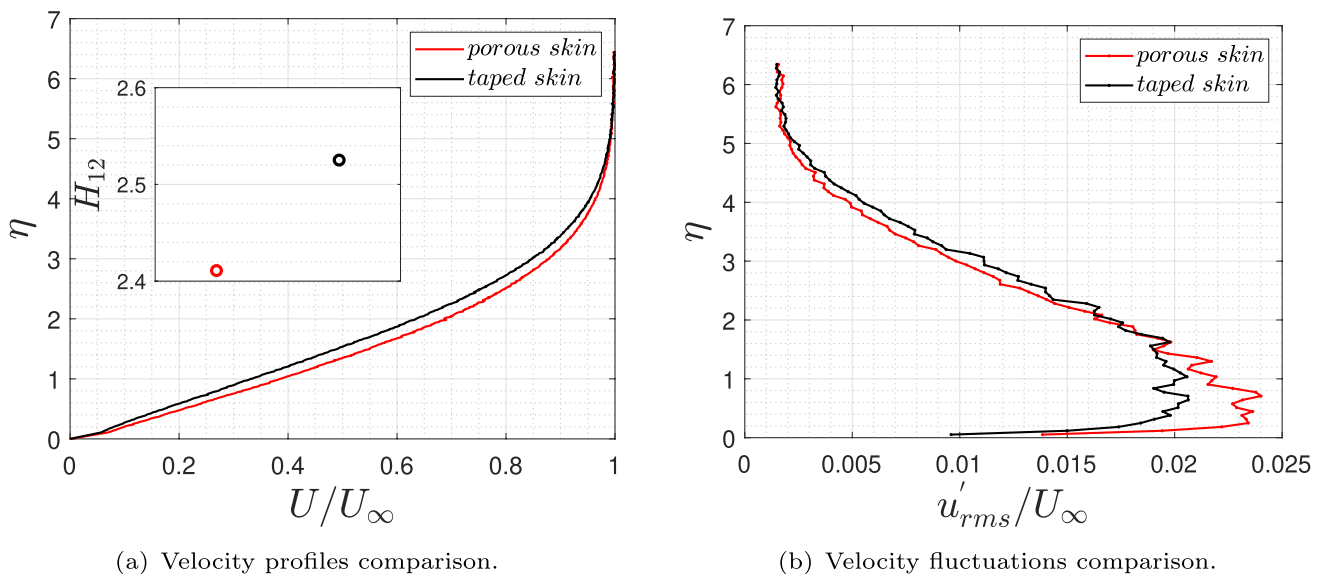 7
6
5
4
3
2
1
0
η
porous skin
taped skin
2.6
2.5
2.4
H12
0
0.2
0.4
0.6
0.8
1
U/U∞
(a) Velocity profiles comparison.
7
6
5
4
3
2
1
0
η
porous skin
taped skin
0
0.005
0.01
0.015
0.02
0.025
u′rms/U∞
(b) Velocity fluctuations comparison.